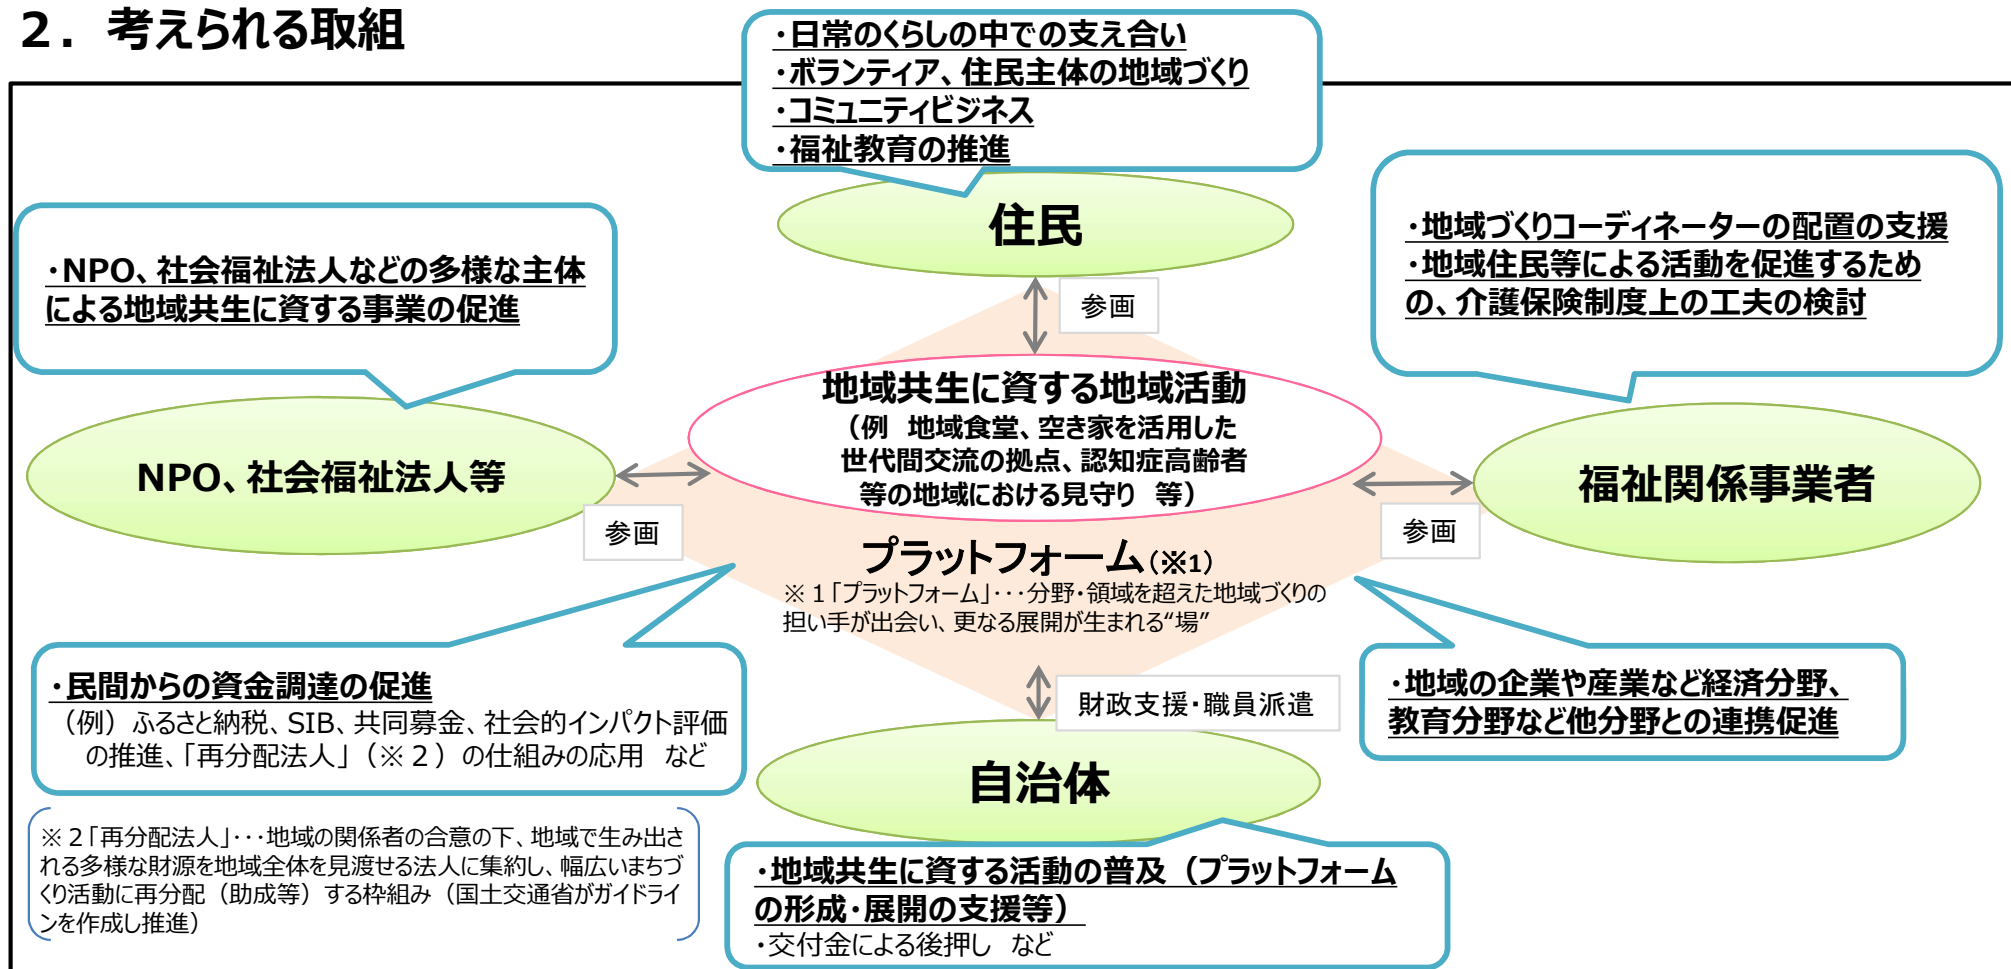 ２．考えられる取組
・日常のくらしの中での支え合い
・ボランティア、住民主体の地域づくり
・コミュニティビジネス
・福祉教育の推進
住民
・NPO、社会福祉法人などの多様な主体
による地域共生に資する事業の促進
・地域づくりコーディネーターの配置の支援
・地域住民等による活動を促進するため
の、介護保険制度上の工夫の検討
参画
地域共生に資する地域活動
（例　地域食堂、空き家を活用した
世代間交流の拠点、認知症高齢者
等の地域における見守り　等）
NPO、社会福祉法人等
福祉関係事業者
参画
参画
プラットフォーム（※1）
※１「プラットフォーム」・・・分野・領域を超えた地域づくりの
担い手が出会い、更なる展開が生まれる“場”
・民間からの資金調達の促進
（例）ふるさと納税、SIB、共同募金、社会的インパクト評価
の推進、「再分配法人」（※２）の仕組みの応用　など
財政支援・職員派遣
・地域の企業や産業など経済分野、
教育分野など他分野との連携促進
自治体
※２「再分配法人」・・・地域の関係者の合意の下、地域で生み出さ
れる多様な財源を地域全体を見渡せる法人に集約し、幅広いまちづ
くり活動に再分配（助成等）する枠組み（国土交通省がガイドライ
ンを作成し推進）
・地域共生に資する活動の普及（プラットフォーム
の形成・展開の支援等）
・交付金による後押し　など